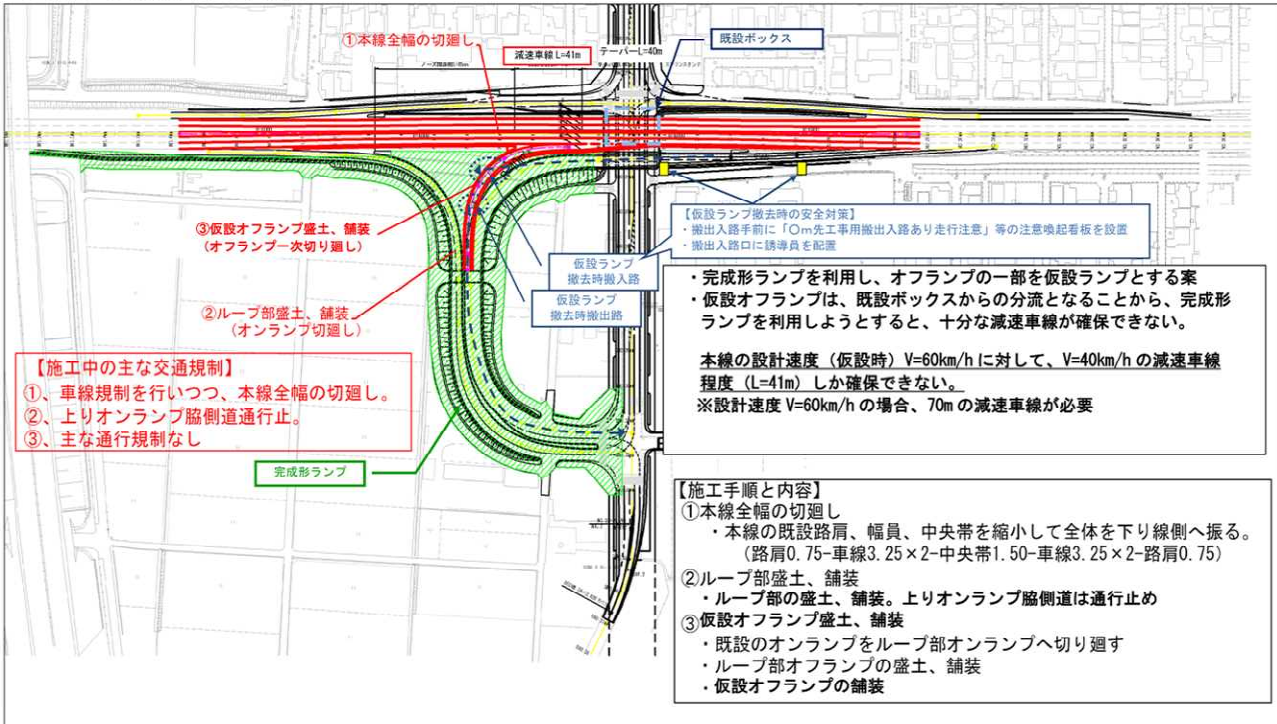 ①本線全幅の切廻し
減速車線 L=41m
テーパーL=40m
既設ボックス
③仮設オフランプ盛土、舗装
(オフランプ一次切り廻し)
②ループ部盛土、舗装
(オンランプ切廻し)
【仮設ランプ撤去時の安全対策】
・搬出入路手前に「〇m先工事用搬出入路あり走行注意」等の注意喚起看板を設置
・搬出入路口に誘導員を配置
仮設ランプ
撤去時搬入路
仮設ランプ
撤去時搬出路
・完成形ランプを利用し、オフランプの一部を仮設ランプとする案
・仮設オフランプは、既設ボックスからの分流となることから、完成形
ランプを利用しようとすると、十分な減速車線が確保できない。
本線の設計速度（仮設時）V=60km/hに対して、V=40km/hの減速車線
程度（L=41m）しか確保できない。
※設計速度V=60km/hの場合、70mの減速車線が必要
【施工中の主な交通規制】
①、車線規制を行いつつ、本線全幅の切廻し。
②、上りオンランプ脇側道通行止。
③、主な通行規制なし
完成形ランプ
【施工手順と内容】
①本線全幅の切廻し
・本線の既設路肩、幅員、中央帯を縮小して全体を下り線側へ振る。
（路肩0.75-車線3.25×2-中央帯1.50-車線3.25×2-路肩0.75）
②ループ部盛土、舗装
・ループ部の盛土、舗装。上りオンランプ脇側道は通行止め
③仮設オフランプ盛土、舗装
・既設のオンランプをループ部オンランプへ切り廻す
・ループ部オフランプの盛土、舗装
・仮設オフランプの舗装